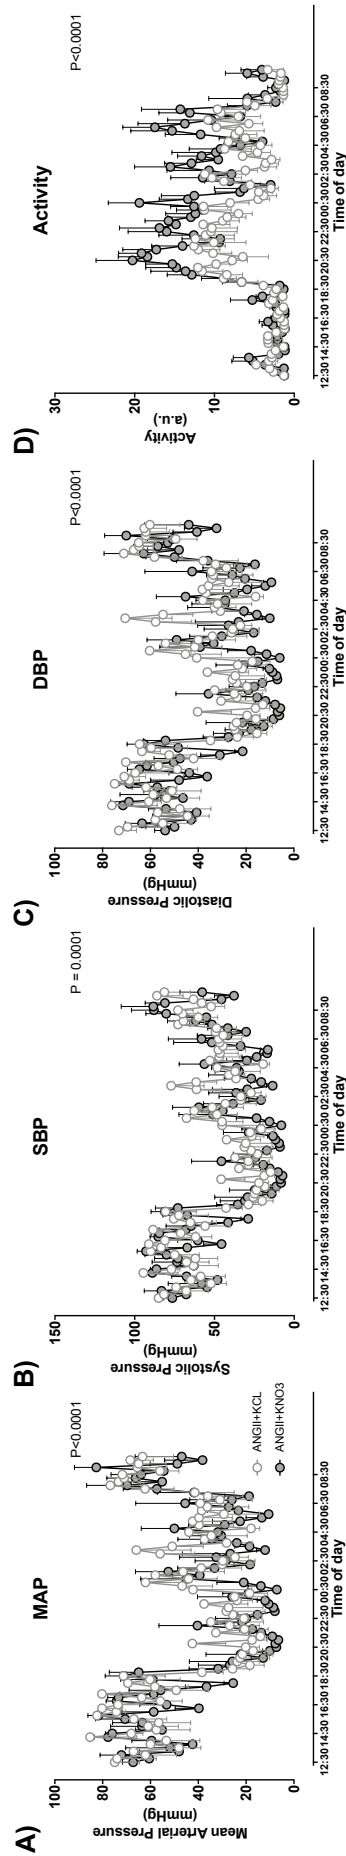 A)
MAP
Mean Arterial Pressure
(mmHg)
100
80
60
40
20
0
P<0.0001
ANGII+KCL
ANGII+KNO3
12:30 14:30 16:30 18:30 20:30 22:30 00:30 02:30 04:30 06:30 08:30
Time of day
B)
SBP
Systolic Pressure
(mmHg)
150
100
50
0
P = 0.0001
12:30 14:30 16:30 18:30 20:30 22:30 00:30 02:30 04:30 06:30 08:30
Time of day
C)
DBP
Diastolic Pressure
(mmHg)
100
80
60
40
20
0
P<0.0001
12:30 14:30 16:30 18:30 20:30 22:30 00:30 02:30 04:30 06:30 08:30
Time of day
D)
Activity
Activity
(a.u.)
30
20
10
0
P<0.0001
12:30 14:30 16:30 18:30 20:30 22:30 00:30 02:30 04:30 06:30 08:30
Time of day